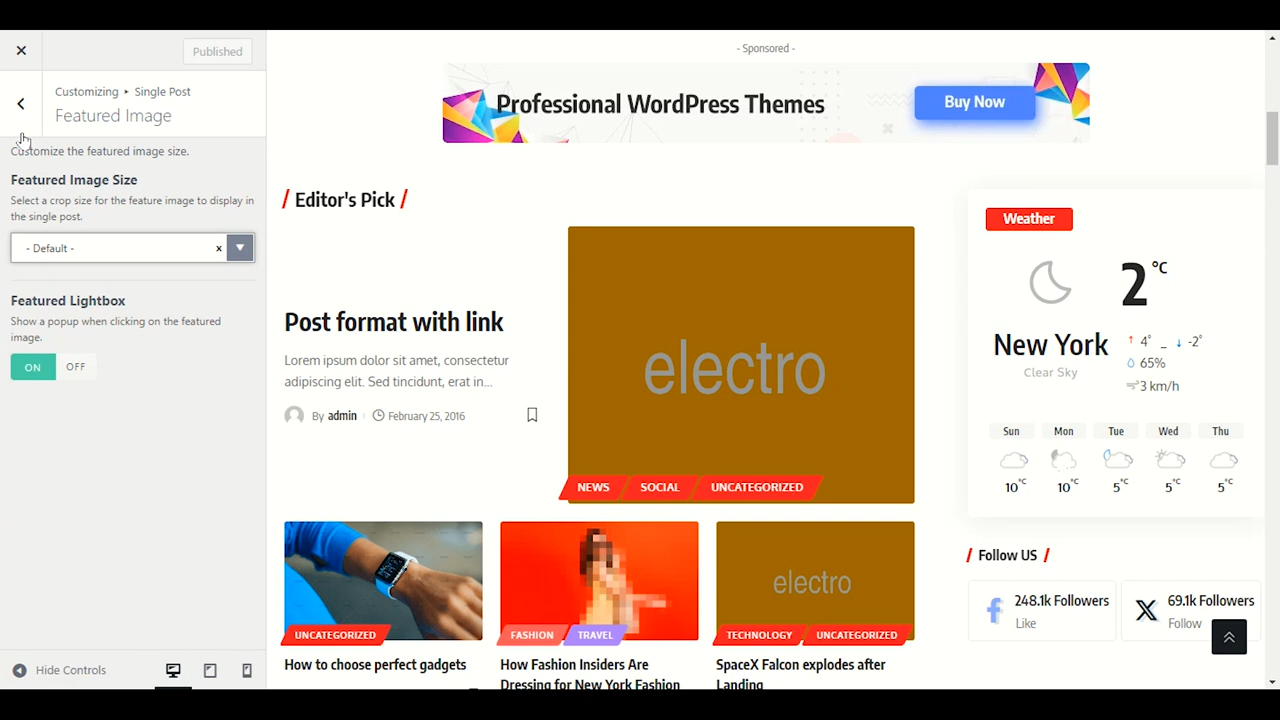 Published
Customizing ▸ Single Post
Featured Image
Customize the featured image size.
Featured Image Size
Select a crop size for the feature image to display in
the single post.
- Default -
x
Featured Lightbox
Show a popup when clicking on the featured
image.
ON OFF
Hide Controls
- Sponsored -
Professional WordPress Themes
Buy Now
/ Editor's Pick /
Post format with link
Lorem ipsum dolor sit amet, consectetur
adipiscing elit. Sed tincidunt, erat in...
By admin
February 25, 2016
electro
NEWS SOCIAL UNCATEGORIZED
UNCATEGORIZED
How to choose perfect gadgets
FASHION TRAVEL
How Fashion Insiders Are
Dressing for New York Fashion
electro
TECHNOLOGY UNCATEGORIZED
SpaceX Falcon explodes after
Landing
Weather
2 °C
New York
Clear Sky
↑ 4° _ ↓ -2°
65%
3 km/h
Sun Mon Tue Wed Thu
10°C 10°C 5°C 5°C 5°C
/ Follow US /
248.1k Followers
Like
69.1k Followers
Follow